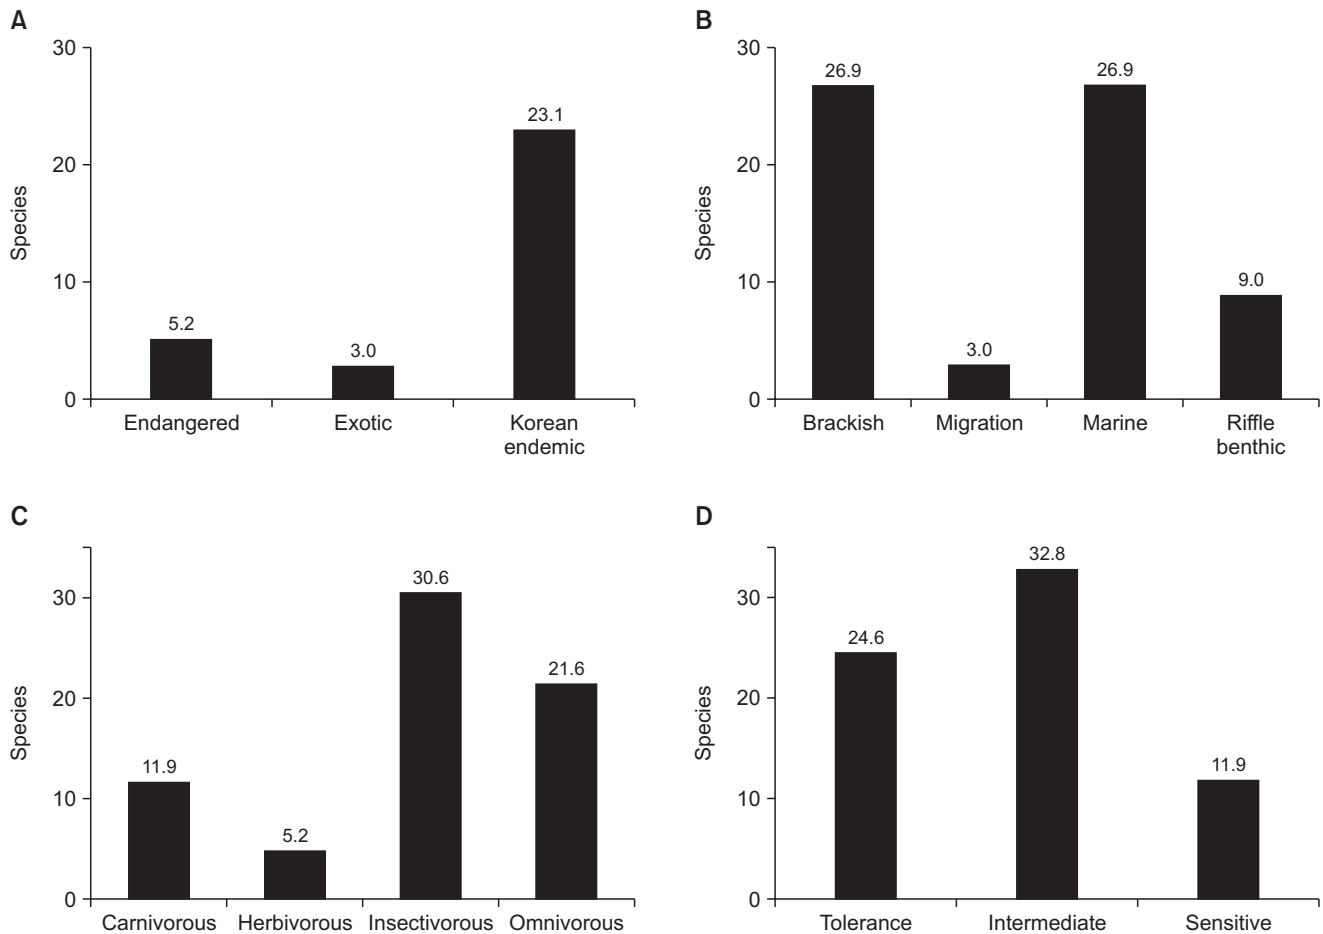 A
30
20
10
0
Species
5.2
3.0
23.1
Endangered
Exotic
Korean
endemic
B
30
20
10
0
Species
26.9
3.0
26.9
9.0
Brackish
Migration
Marine
Riffle
benthic
C
30
20
10
0
Species
11.9
5.2
30.6
21.6
Carnivorous
Herbivorous
Insectivorous
Omnivorous
D
30
20
10
0
Species
24.6
32.8
11.9
Tolerance
Intermediate
Sensitive